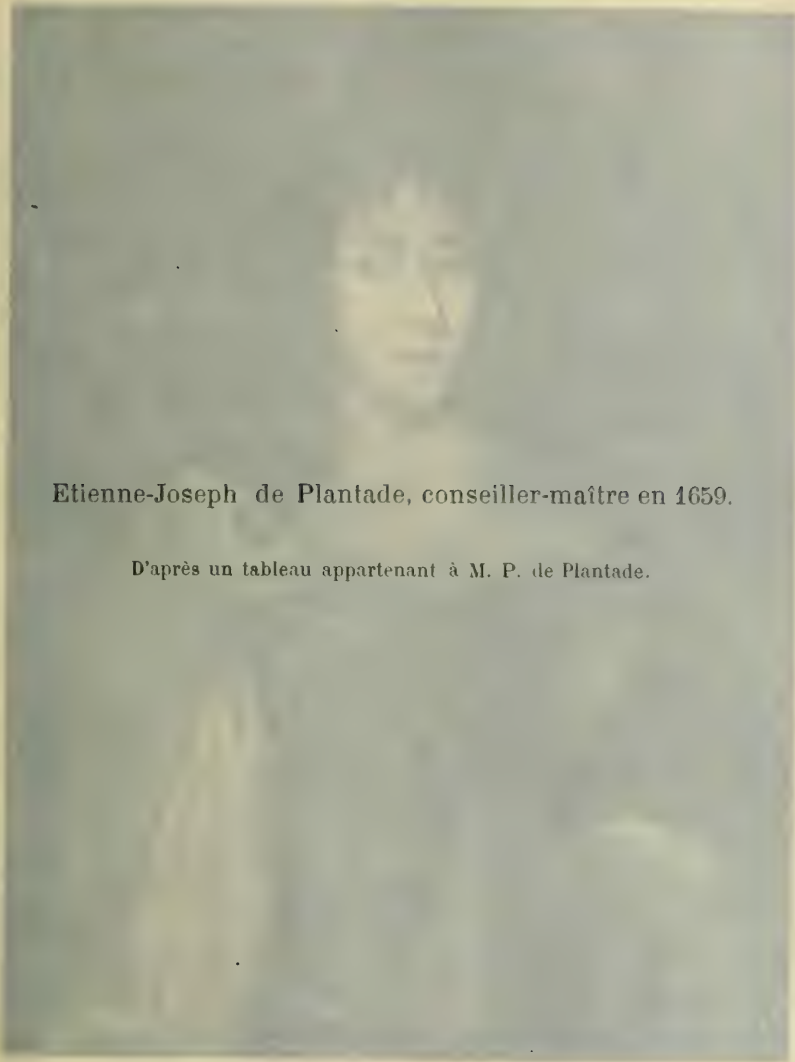 Etienne-Joseph de Plantade, conseiller-maître en 1659.
D'après un tableau appartenant à M. P. de Plantade.